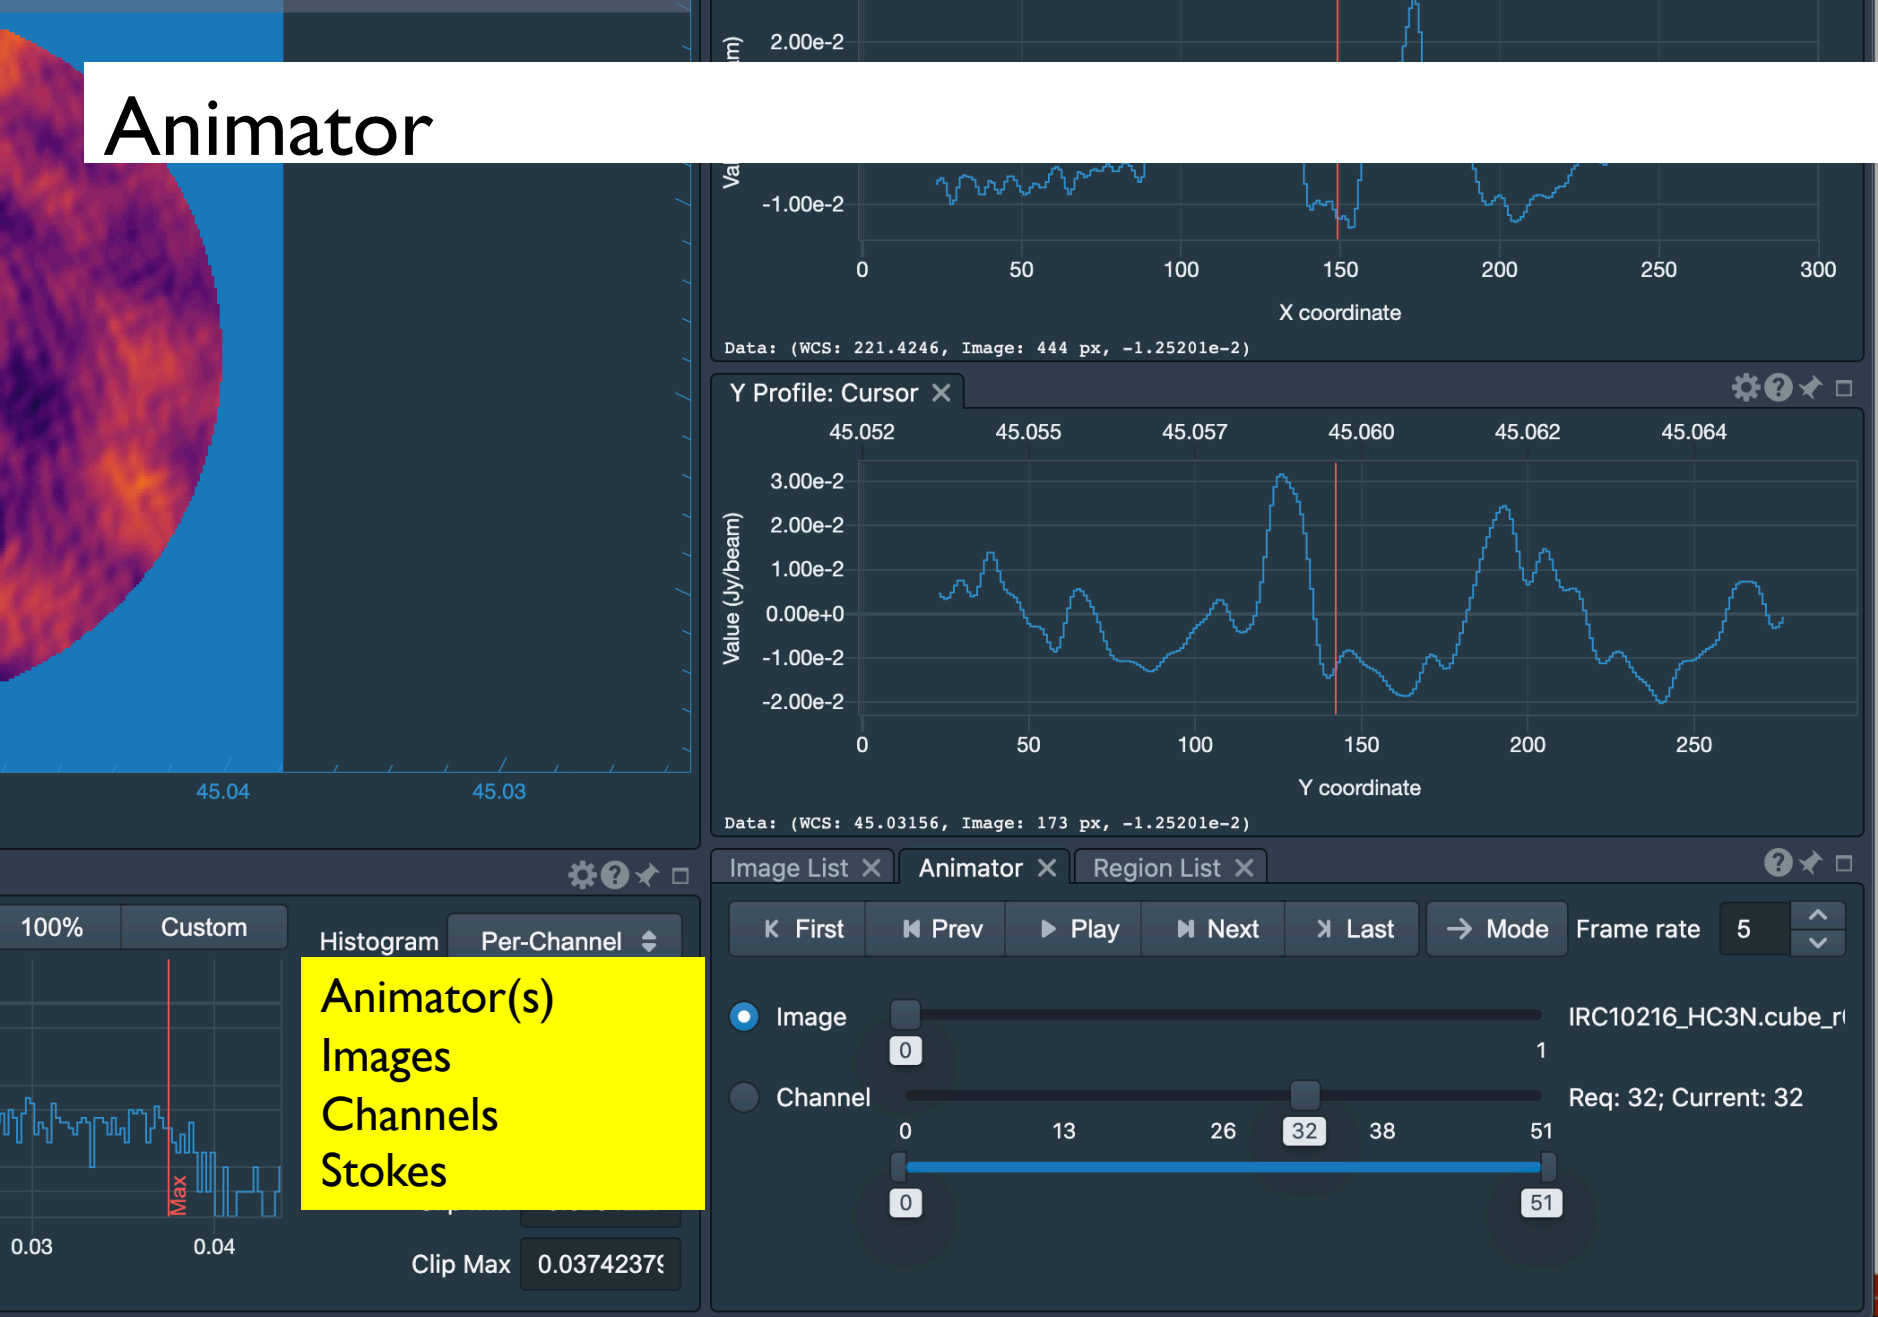 2.00e-2
Animator
-1.00e-2
0 50 100 150 200 250 300
X coordinate
Data: (WCS: 221.4246, Image: 444 px, -1.25201e-2)
Y Profile: Cursor
45.052 45.055 45.057 45.060 45.062 45.064
3.00e-2
2.00e-2
1.00e-2
0.00e+0
-1.00e-2
-2.00e-2
Value (Jy/beam)
0 50 100 150 200 250
Y coordinate
Data: (WCS: 45.03156, Image: 173 px, -1.25201e-2)
45.04 45.03
100% Custom
Histogram Per-Channel
Animator(s)
Images
Channels
Stokes
Max
0.03 0.04
Clip Max 0.0374237
Image List Animator Region List
First Prev Play Next Last Mode Frame rate 5
Image IRC10216_HC3N.cube_r
0 1
Channel Req: 32; Current: 32
0 13 26 32 38 51
0 51